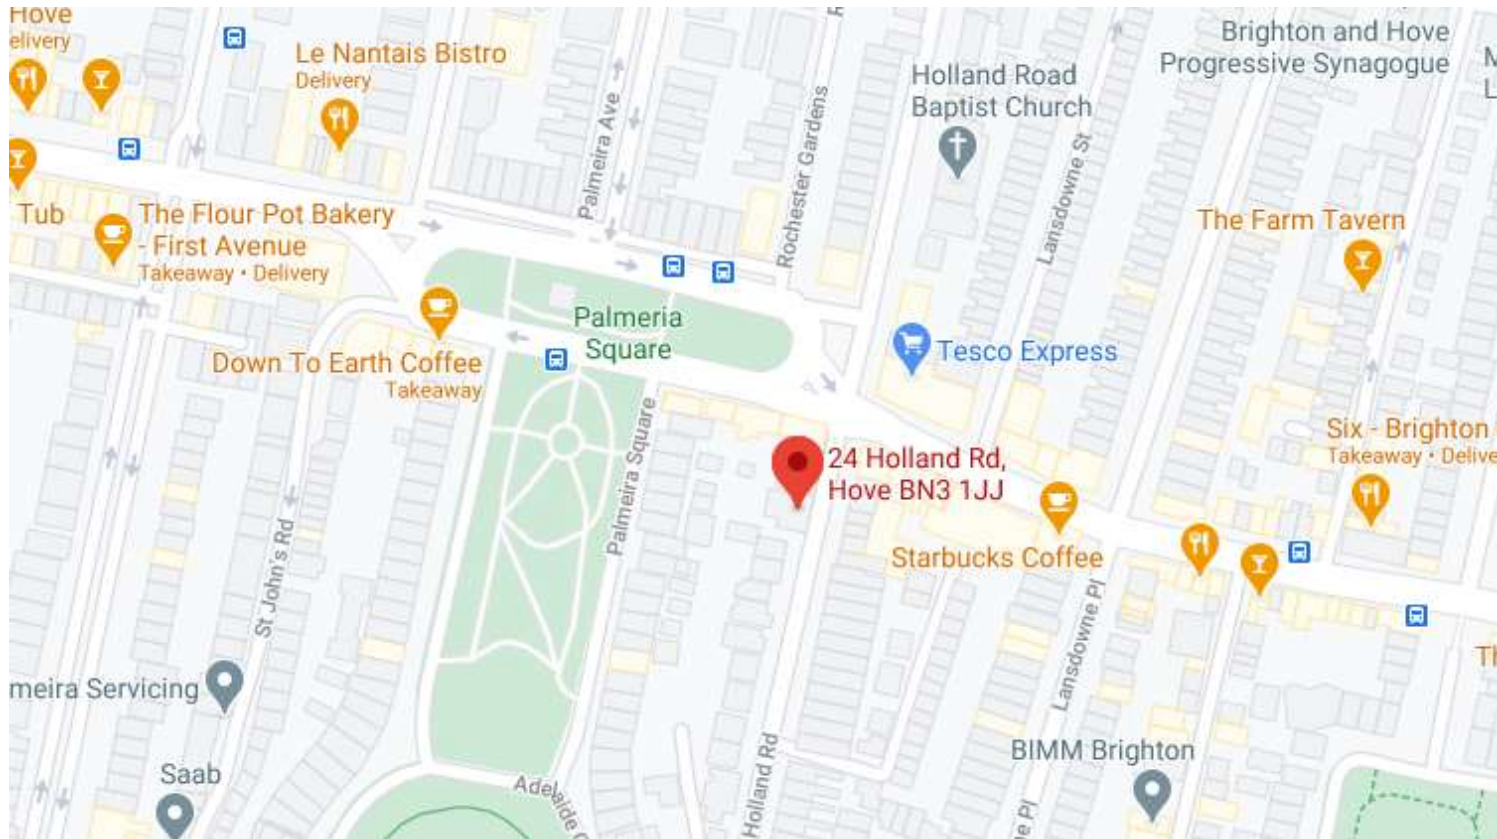 Hove
elivery
Le Nantais Bistro
Delivery
Palmeira Ave
Rochester Gardens
Holland Road
Baptist Church
Brighton and Hove
Progressive Synagogue
Lansdowne St
Tub
The Flour Pot Bakery
- First Avenue
Takeaway • Delivery
The Farm Tavern
Palmeria
Square
Down To Earth Coffee
Takeaway
Tesco Express
Palmeira Square
24 Holland Rd,
Hove BN3 1JJ
Six - Brighton
Takeaway • Delive
Starbucks Coffee
St John's Rd
Lansdowne Pl
meira Servicing
Saab
Adelaide
Holland Rd
BIMM Brighton
ne Pl